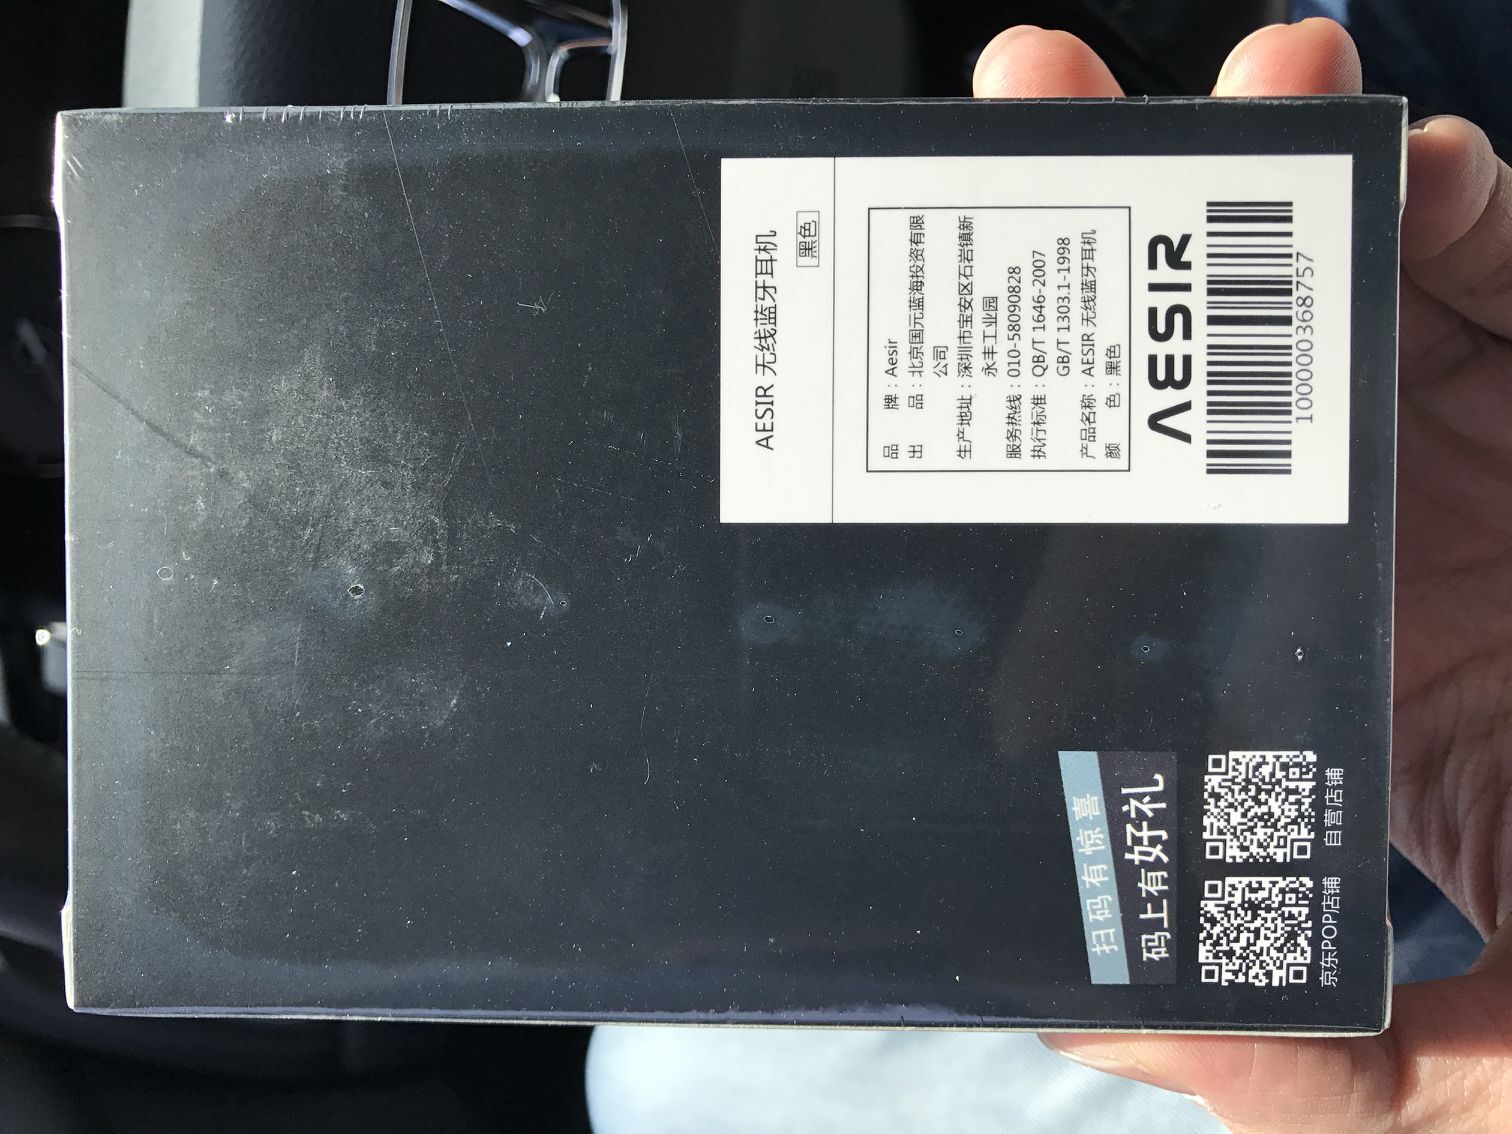 AESIR 无线蓝牙耳机
黑色
品牌：Aesir
出品：北京国元蓝海投资有限
公司
生产地址：深圳市宝安区石岩镇新
永丰工业园
服务热线：010-58090828
执行标准：QB/T 1646-2007
GB/T 1303.1-1998
产品名称：AESIR 无线蓝牙耳机
颜色：黑色
AESIR
1000000368757
扫码有惊喜
码上有好礼
京东POP店铺
自营店铺